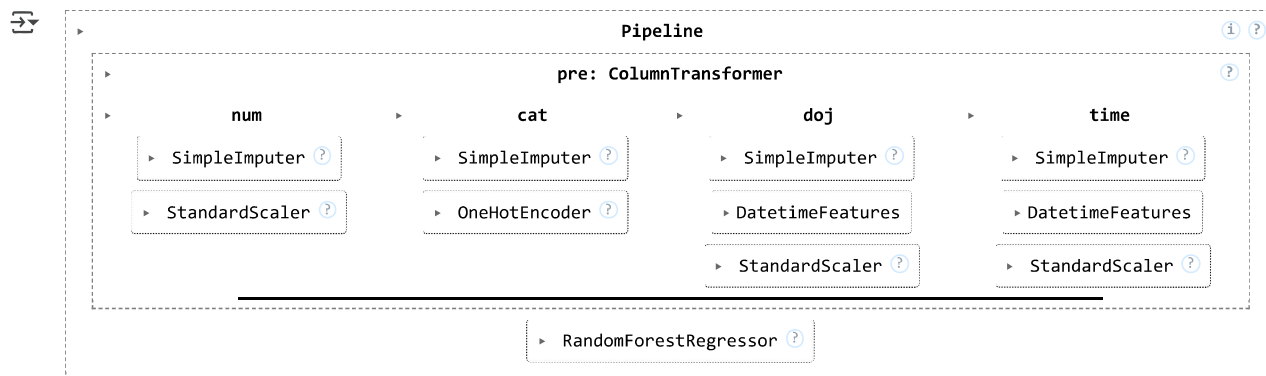 Pipeline i ?
pre: ColumnTransformer ?
num cat doj time
SimpleImputer ? SimpleImputer ? SimpleImputer ? SimpleImputer ?
StandardScaler ? OneHotEncoder ? DatetimeFeatures DatetimeFeatures
StandardScaler ? StandardScaler ?
RandomForestRegressor ?